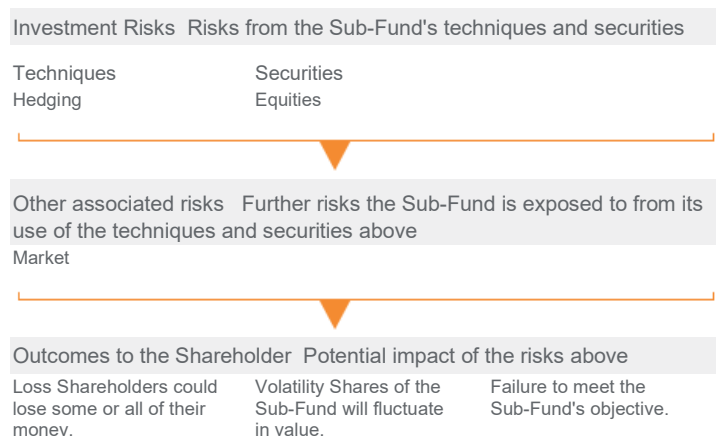 Investment Risks Risks from the Sub-Fund's techniques and securities
Techniques Securities
Hedging Equities
Other associated risks Further risks the Sub-Fund is exposed to from its
use of the techniques and securities above
Market
Outcomes to the Shareholder Potential impact of the risks above
Loss Shareholders could
lose some or all of their
money.
Volatility Shares of the
Sub-Fund will fluctuate
in value.
Failure to meet the
Sub-Fund's objective.